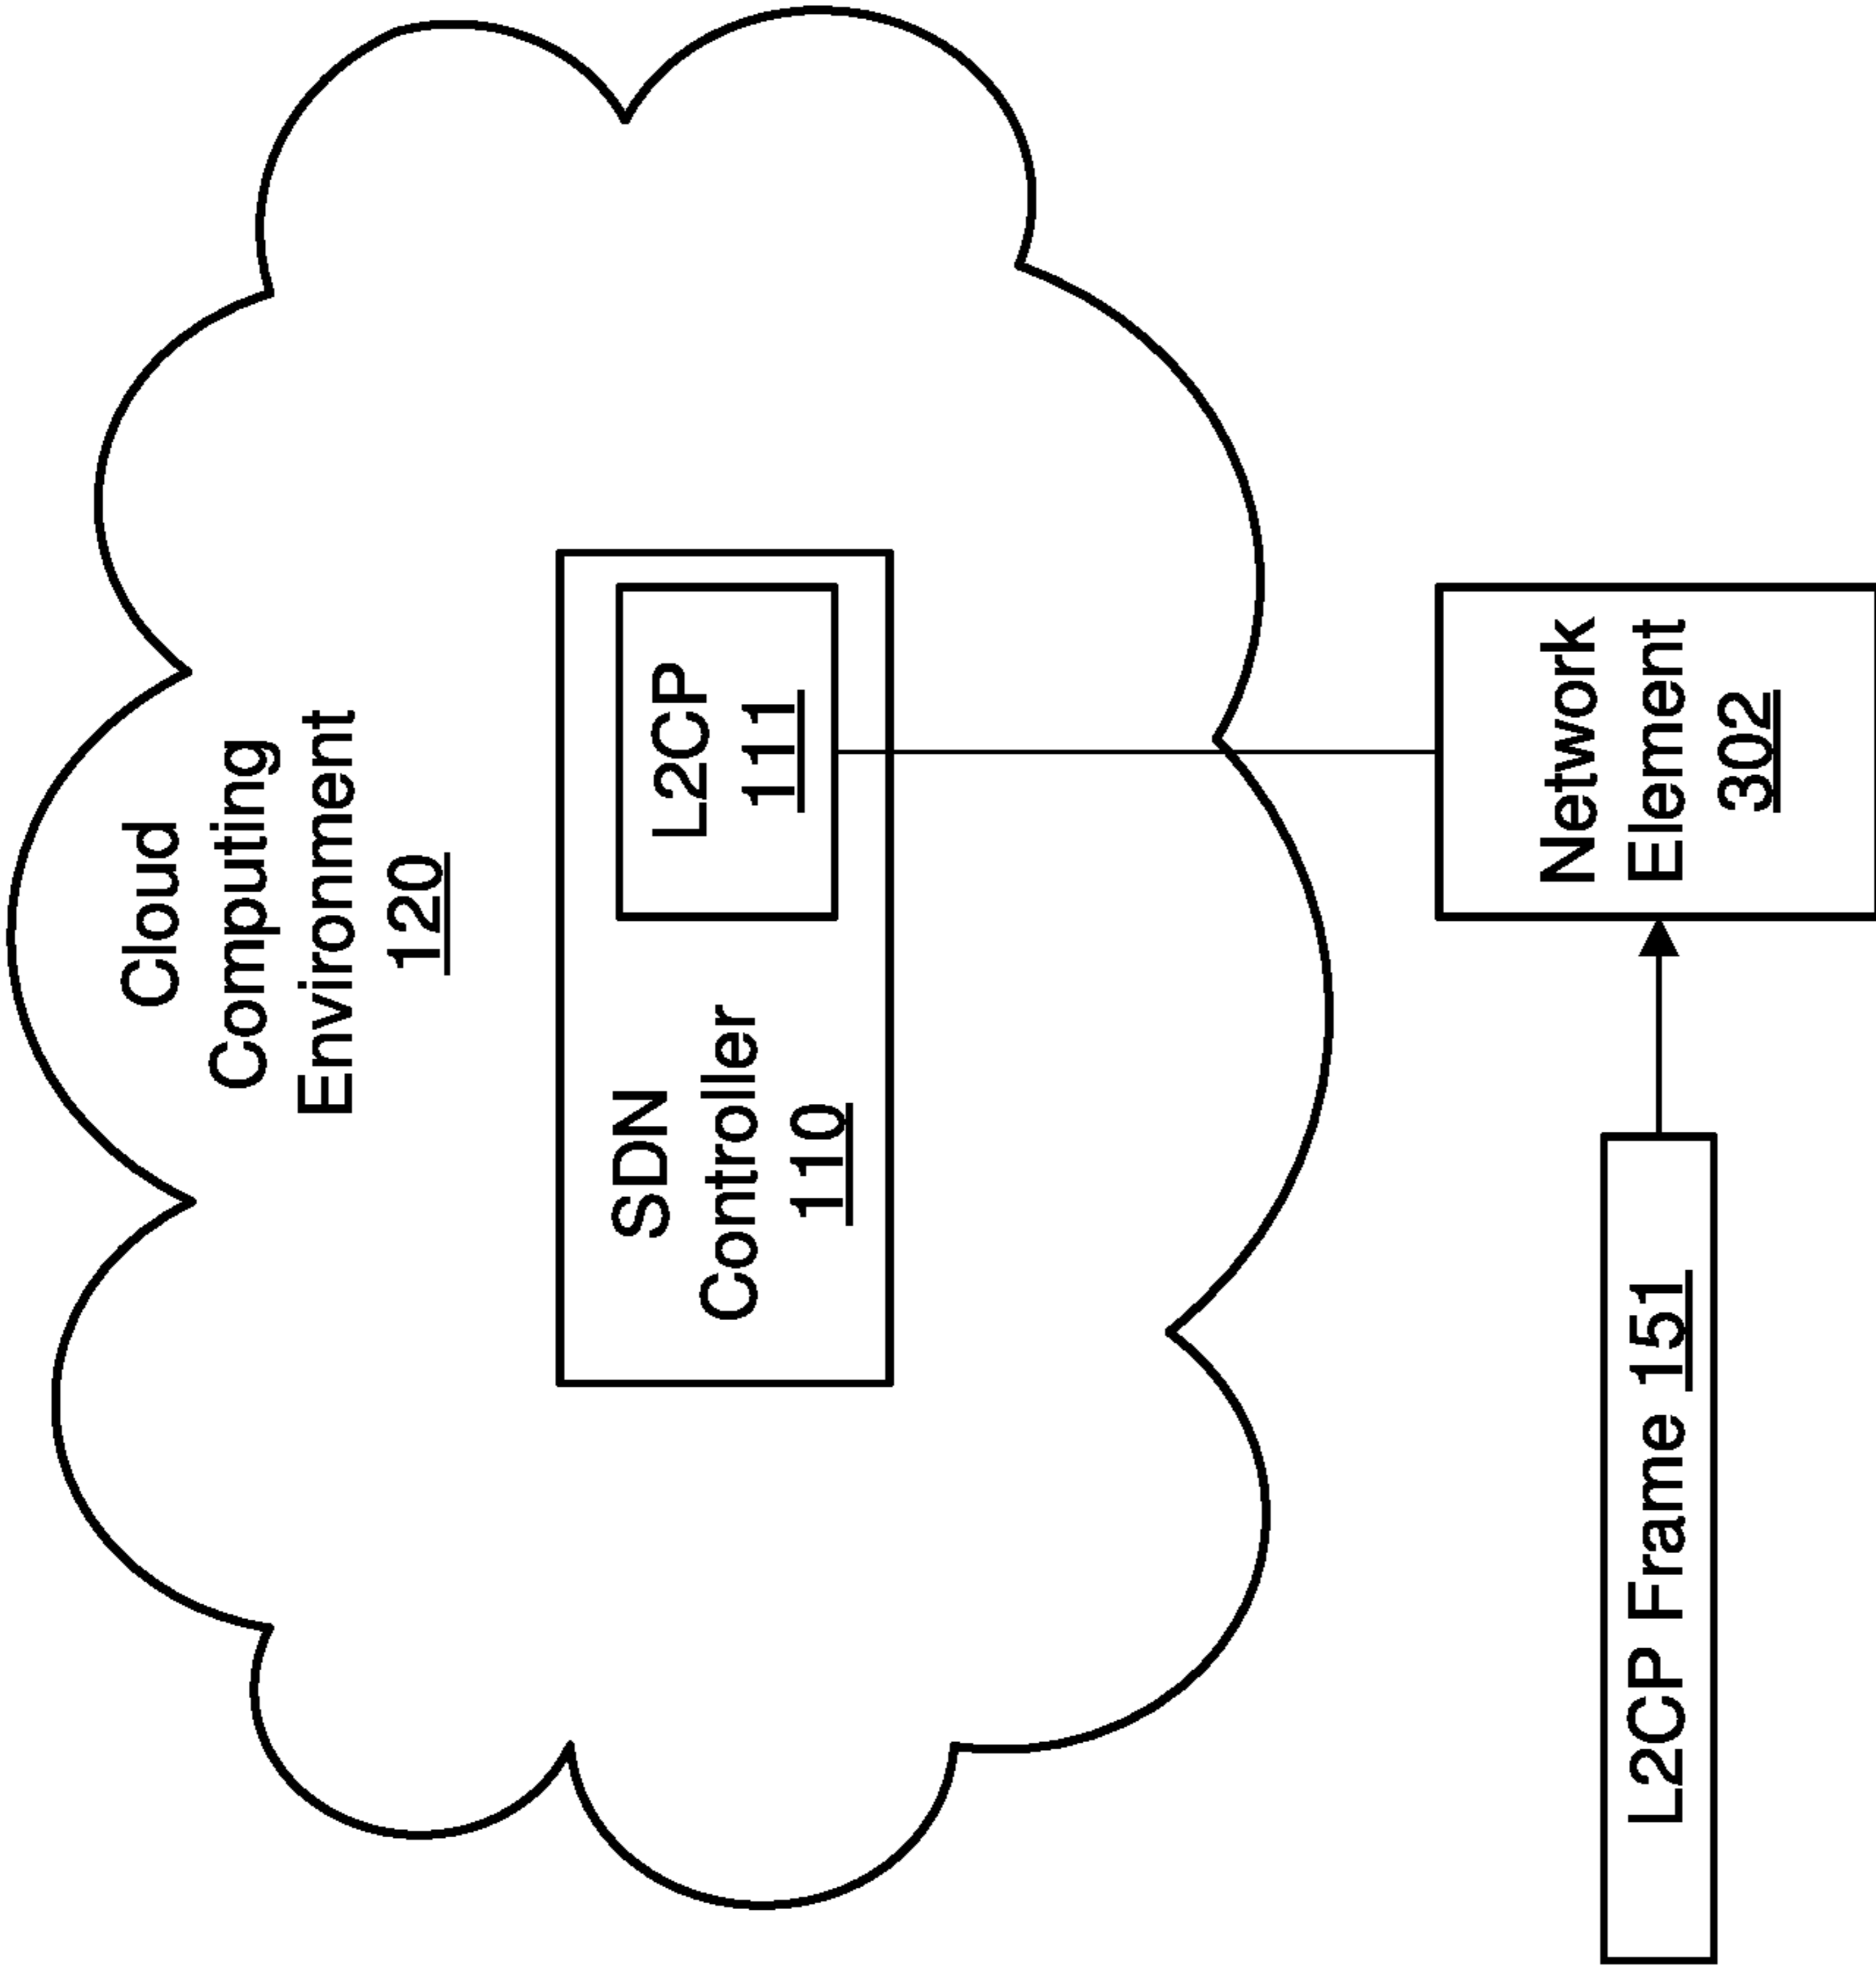 Cloud
Computing
Environment
120
SDN
Controller
110
L2CP
111
L2CP Frame 151
Network
Element
302